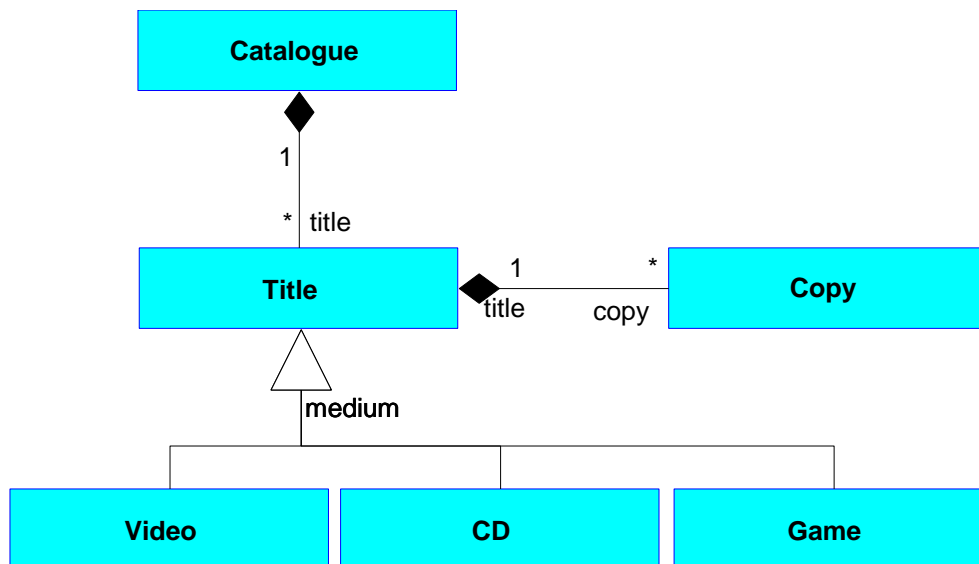 Catalogue
1
* title
Title
1
*
title
copy
Copy
medium
Video
CD
Game